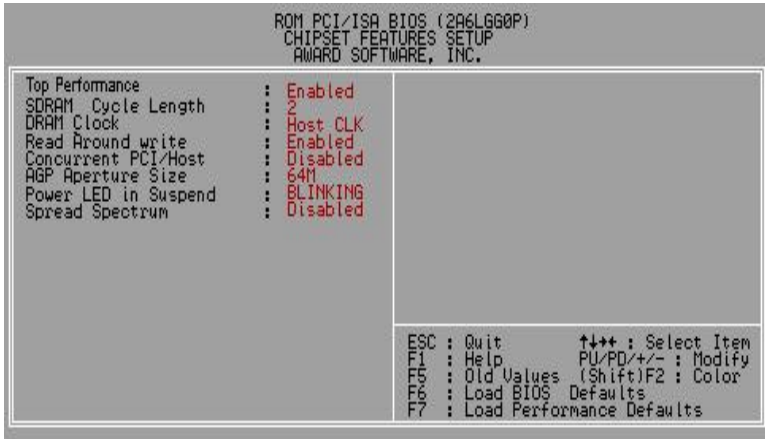 ROM PCI/ISA BIOS (2A6LGG0P)
CHIPSET FEATURES SETUP
AWARD SOFTWARE, INC.
Top Performance : Enabled
SDRAM Cycle Length : 2
DRAM Clock : Host CLK
Read Around write : Enabled
Concurrent PCI/Host : Disabled
AGP Aperture Size : 64M
Power LED in Suspend : BLINKING
Spread Spectrum : Disabled
ESC : Quit ↑↓→← : Select Item
F1 : Help PU/PD/+/- : Modify
F5 : Old Values (Shift)F2 : Color
F6 : Load BIOS Defaults
F7 : Load Performance Defaults